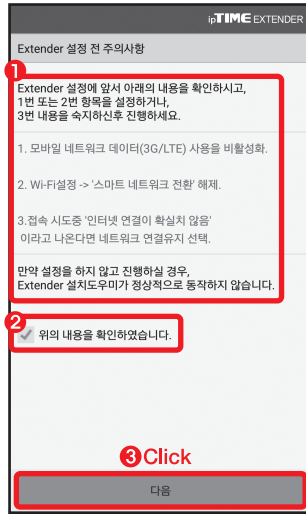 ipTIME EXTENDER
Extender 설정 전 주의사항
1
Extender 설정에 앞서 아래의 내용을 확인하시고,
1번 또는 2번 항목을 설정하거나,
3번 내용을 숙지하신후 진행하세요.
1. 모바일 네트워크 데이터(3G/LTE) 사용을 비활성화.
2. Wi-Fi설정 -> '스마트 네트워크 전환' 해제.
3.접속 시도중 '인터넷 연결이 확실치 않음'
이라고 나온다면 네트워크 연결유지 선택.
만약 설정을 하지 않고 진행하실 경우,
Extender 설치도우미가 정상적으로 동작하지 않습니다.
2
위의 내용을 확인하였습니다.
3 Click
다음